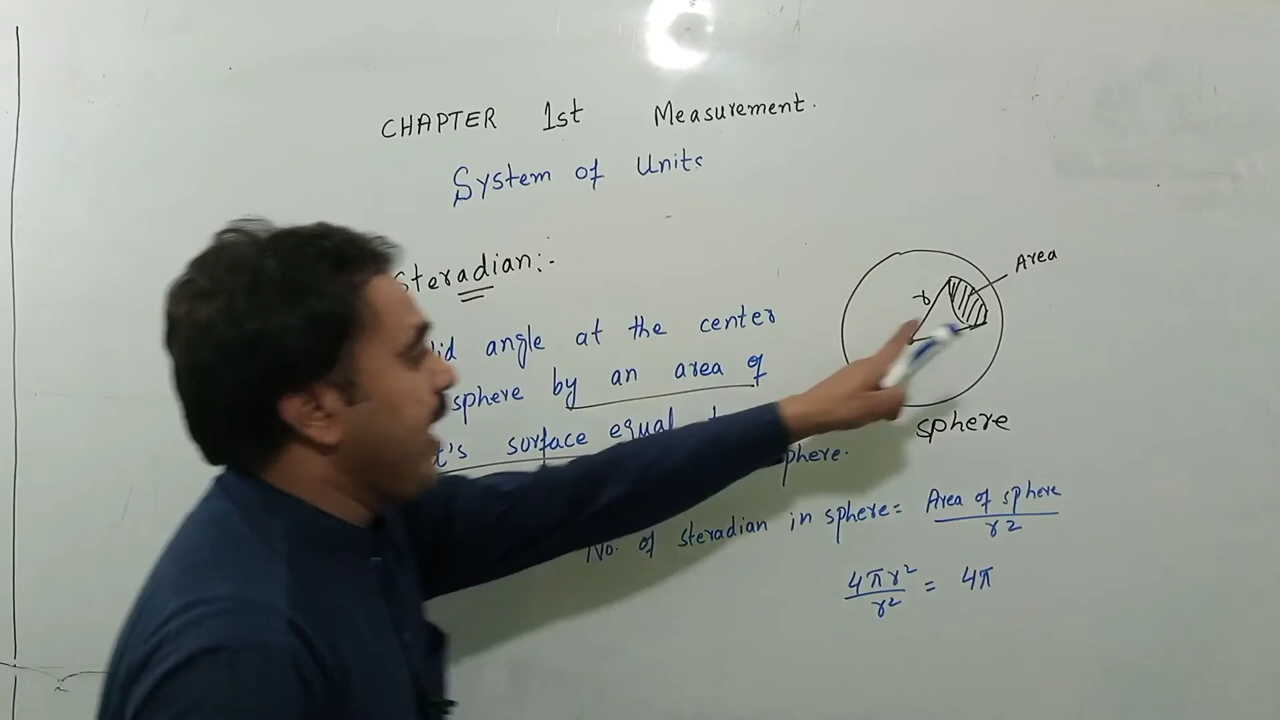 CHAPTER 1st Measurement.
System of Units
Steradian:-
angle at the center
sphere by an area of
surface equal
sphere.
No. of steradian in sphere = Area of sphere / r2
4πr² / r² = 4π
r
Area
sphere